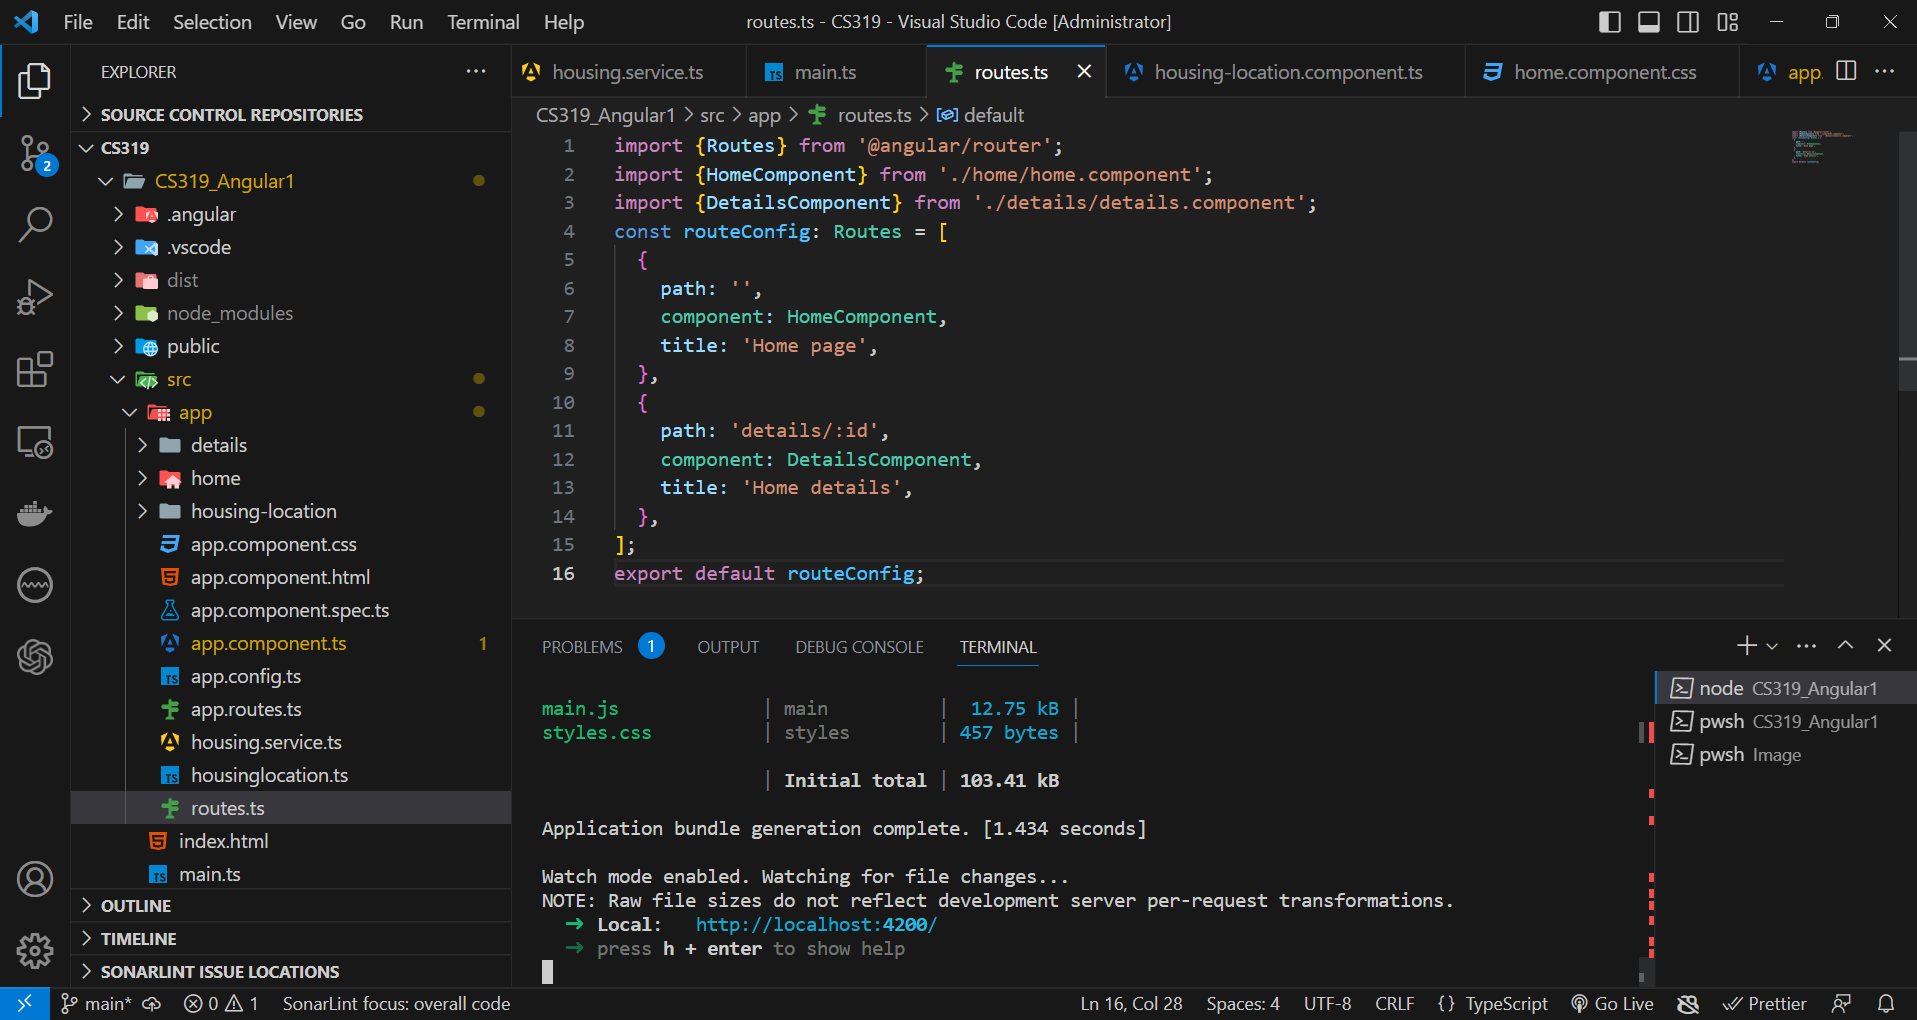 File Edit Selection View Go Run Terminal Help
routes.ts - CS319 - Visual Studio Code [Administrator]
EXPLORER
SOURCE CONTROL REPOSITORIES
CS319
CS319_Angular1
.angular
.vscode
dist
node_modules
public
src
app
details
home
housing-location
app.component.css
app.component.html
app.component.spec.ts
app.component.ts 1
app.config.ts
app.routes.ts
housing.service.ts
housinglocation.ts
routes.ts
index.html
main.ts
OUTLINE
TIMELINE
SONARLINT ISSUE LOCATIONS
2
housing.service.ts
main.ts
routes.ts
housing-location.component.ts
home.component.css
app.
CS319_Angular1 > src > app > routes.ts > default
1 import {Routes} from '@angular/router';
2 import {HomeComponent} from './home/home.component';
3 import {DetailsComponent} from './details/details.component';
4 const routeConfig: Routes = [
5 {
6 path: '',
7 component: HomeComponent,
8 title: 'Home page',
9 },
10 {
11 path: 'details/:id',
12 component: DetailsComponent,
13 title: 'Home details',
14 },
15 ];
16 export default routeConfig;
PROBLEMS 1 OUTPUT DEBUG CONSOLE TERMINAL
main.js | main | 12.75 kB |
styles.css | styles | 457 bytes |
| Initial total | 103.41 kB
Application bundle generation complete. [1.434 seconds]
Watch mode enabled. Watching for file changes...
NOTE: Raw file sizes do not reflect development server per-request transformations.
➜ Local: http://localhost:4200/
➜ press h + enter to show help
node CS319_Angular1
pwsh CS319_Angular1
pwsh Image
main* 0 1 SonarLint focus: overall code
Ln 16, Col 28 Spaces: 4 UTF-8 CRLF {} TypeScript Go Live Prettier